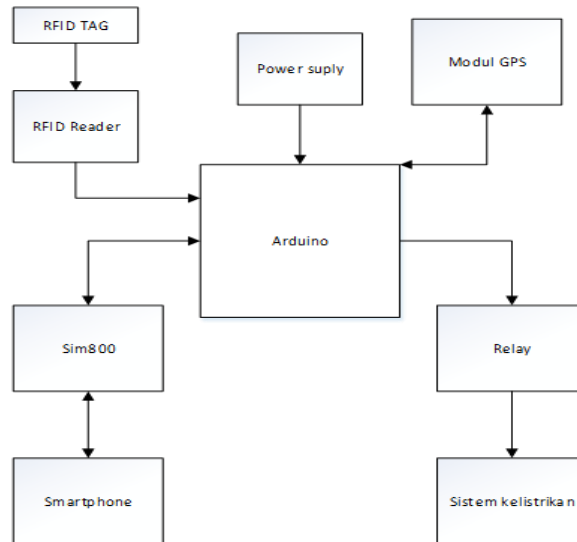 RFID TAG
Power suply
Modul GPS
RFID Reader
Arduino
Sim800
Relay
Smartphone
Sistem kelistrikan